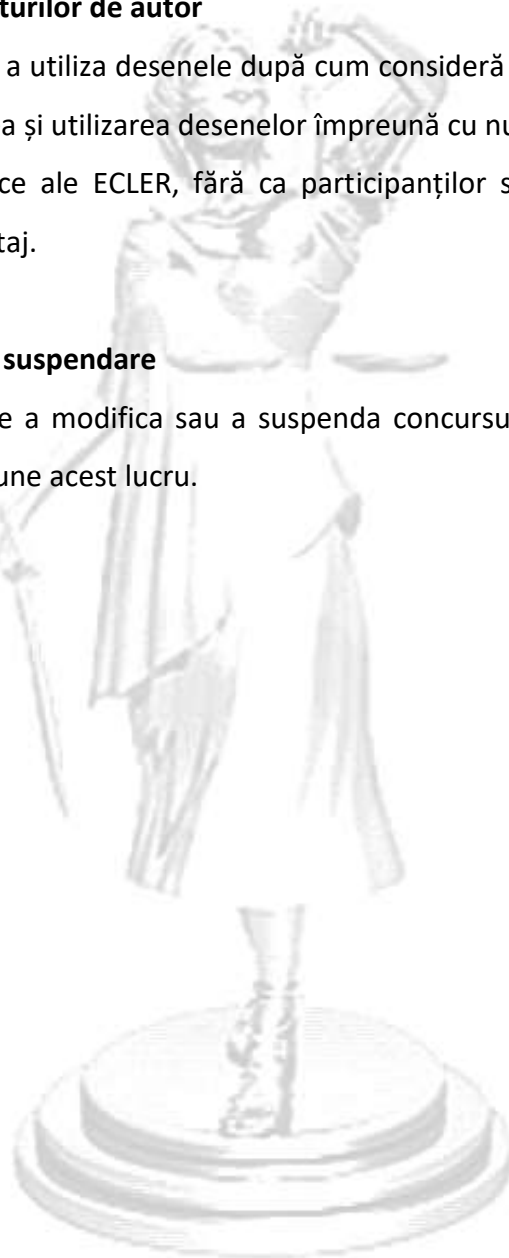 turilor de autor
a utiliza desenele după cum consideră
a și utilizarea desenelor împreună cu nu
ce ale ECLER, fără ca participanților s
taj.
suspendare
e a modifica sau a suspenda concursu
une acest lucru.